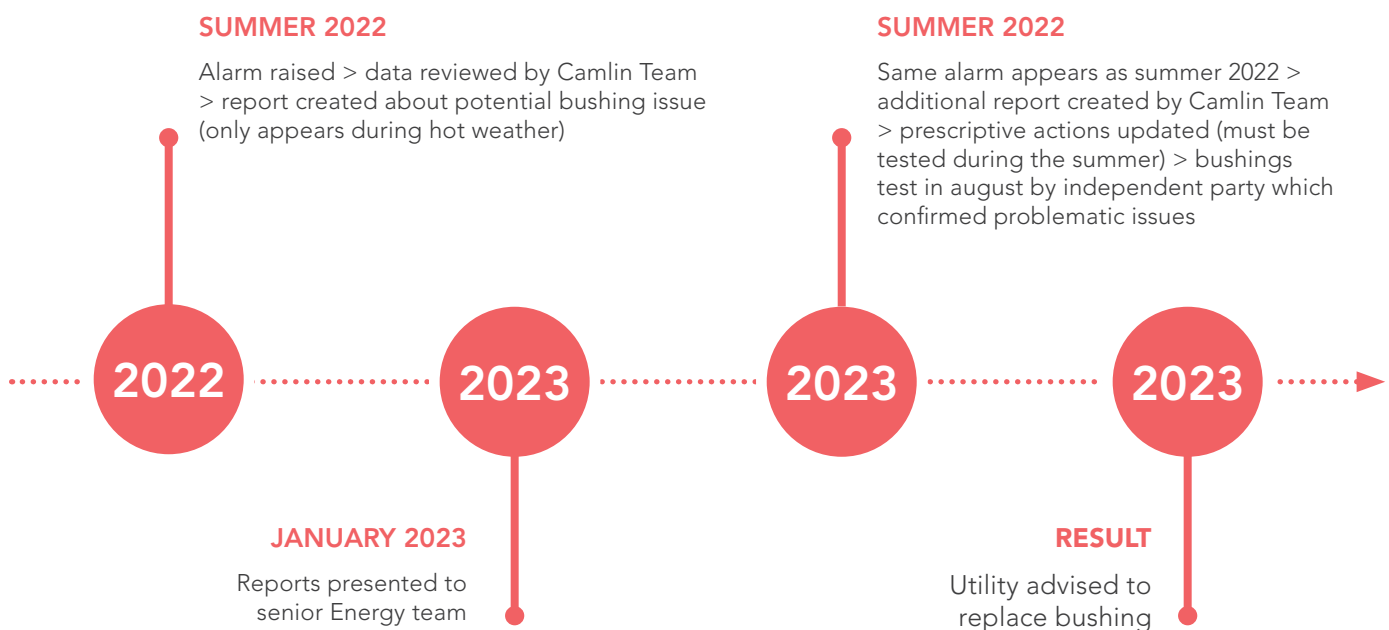 SUMMER 2022
Alarm raised > data reviewed by Camlin Team
> report created about potential bushing issue
(only appears during hot weather)
SUMMER 2022
Same alarm appears as summer 2022 >
additional report created by Camlin Team
> prescriptive actions updated (must be
tested during the summer) > bushings
test in august by independent party which
confirmed problematic issues
2022
2023
2023
2023
JANUARY 2023
Reports presented to
senior Energy team
RESULT
Utility advised to
replace bushing